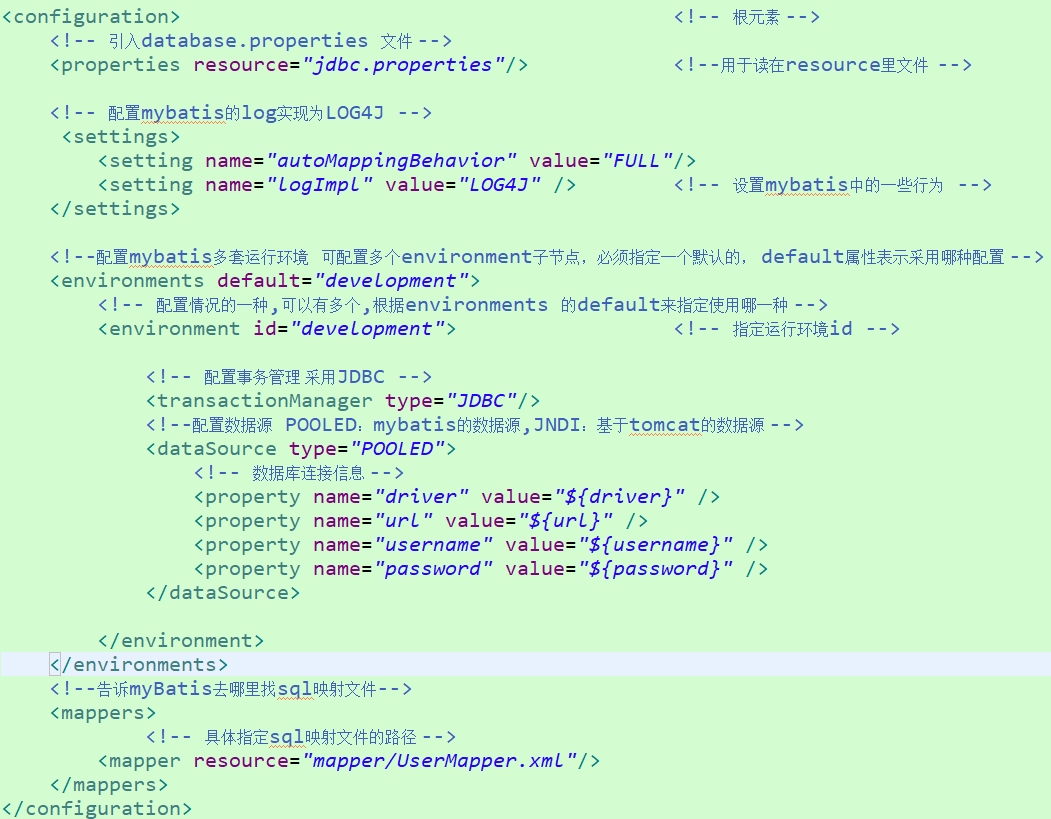 <configuration> <!-- 根元素 -->
<!-- 引入database.properties 文件 -->
<properties resource="jdbc.properties"/> <!--用于读在resource里文件 -->
<!-- 配置mybatis的log实现为LOG4J -->
<settings>
<setting name="autoMappingBehavior" value="FULL"/>
<setting name="logImpl" value="LOG4J" /> <!-- 设置mybatis中的一些行为 -->
</settings>
<!--配置mybatis多套运行环境 可配置多个environment子节点，必须指定一个默认的， default属性表示采用哪种配置 -->
<environments default="development">
<!-- 配置情况的一种,可以有多个,根据environments 的default来指定使用哪一种 -->
<environment id="development"> <!-- 指定运行环境id -->
<!-- 配置事务管理 采用JDBC -->
<transactionManager type="JDBC"/>
<!--配置数据源 POOLED：mybatis的数据源,JNDI：基于tomcat的数据源 -->
<dataSource type="POOLED">
<!-- 数据库连接信息 -->
<property name="driver" value="${driver}" />
<property name="url" value="${url}" />
<property name="username" value="${username}" />
<property name="password" value="${password}" />
</dataSource>
</environment>
</environments>
<!--告诉myBatis去哪里找sql映射文件-->
<mappers>
<!-- 具体指定sql映射文件的路径 -->
<mapper resource="mapper/UserMapper.xml"/>
</mappers>
</configuration>